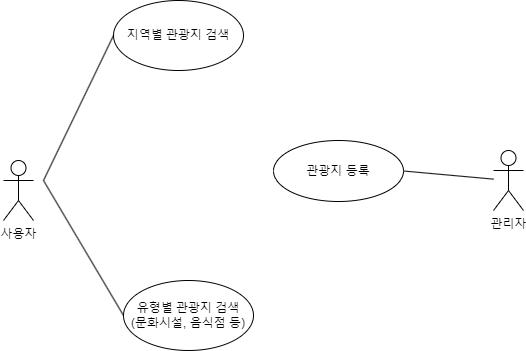 지역별 관광지 검색
관광지 등록
사용자
관리자
유형별 관광지 검색
(문화시설, 음식점 등)